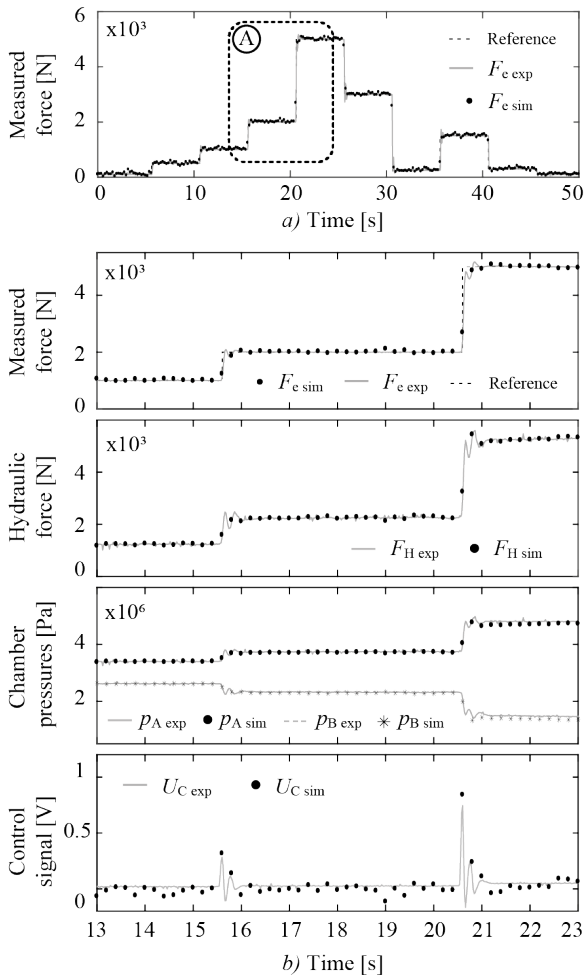 x10³
A
Reference
F_e exp
F_e sim
Measured
force [N]
6
4
2
0
0 10 20 30 40 50
a) Time [s]
x10³
Measured
force [N]
4
2
0
F_e sim F_e exp Reference
x10³
Hydraulic
force [N]
4
2
0
F_H exp F_H sim
x10⁶
Chamber
pressures [Pa]
4
2
p_A exp p_A sim p_B exp p_B sim
Control
signal [V]
1
0.5
0
U_C exp U_C sim
13 14 15 16 17 18 19 20 21 22 23
b) Time [s]